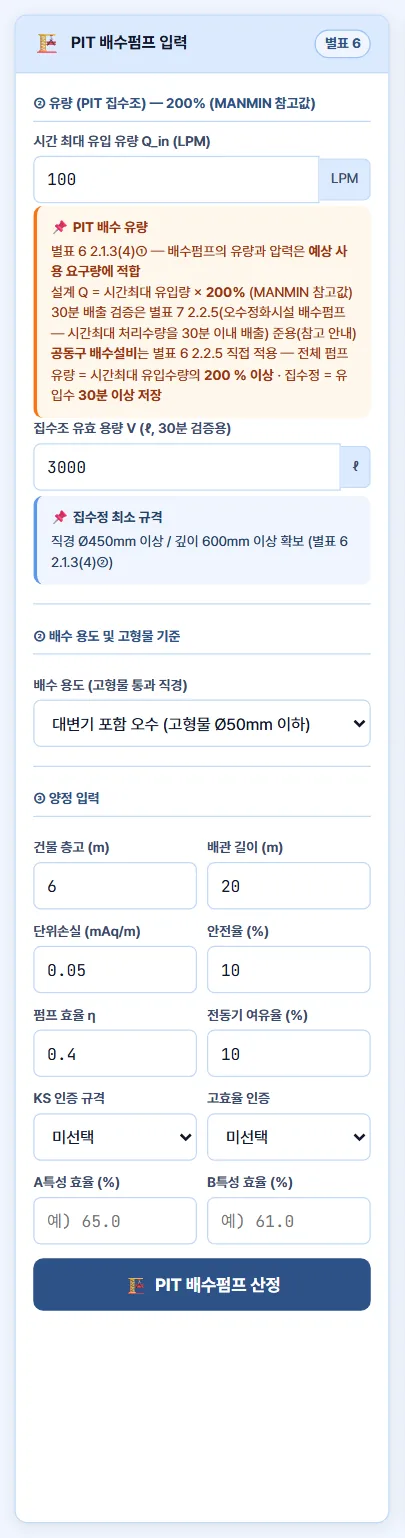 PIT 배수펌프 입력
별표 6
② 유량 (PIT 집수조) — 200% (MANMIN 참고값)
시간 최대 유입 유량 Q_in (LPM)
100
LPM
📌 PIT 배수 유량
별표 6 2.1.3(4)① — 배수펌프의 유량과 압력은 예상 사
용 요구량에 적합
설계 Q = 시간최대 유입량 × 200% (MANMIN 참고값)
30분 배출 검증은 별표 7 2.2.5(오수정화시설 배수펌프
— 시간최대 처리수량을 30분 이내 배출) 준용(참고 안내)
공동구 배수설비는 별표 6 2.2.5 직접 적용 — 전체 펌프
유량 = 시간최대 유입수량의 200 % 이상 · 집수정 = 유
입수 30분 이상 저장
집수조 유효 용량 V (ℓ, 30분 검증용)
3000
ℓ
📌 집수정 최소 규격
직경 Ø450mm 이상 / 깊이 600mm 이상 확보 (별표 6
2.1.3(4)②)
② 배수 용도 및 고형물 기준
배수 용도 (고형물 통과 직경)
대변기 포함 오수 (고형물 Ø50mm 이하)
③ 양정 입력
건물 층고 (m)
배관 길이 (m)
6
20
단위손실 (mAq/m)
안전율 (%)
0.05
10
펌프 효율 η
전동기 여유율 (%)
0.4
10
KS 인증 규격
고효율 인증
미선택
미선택
A특성 효율 (%)
B특성 효율 (%)
예) 65.0
예) 61.0
PIT 배수펌프 산정